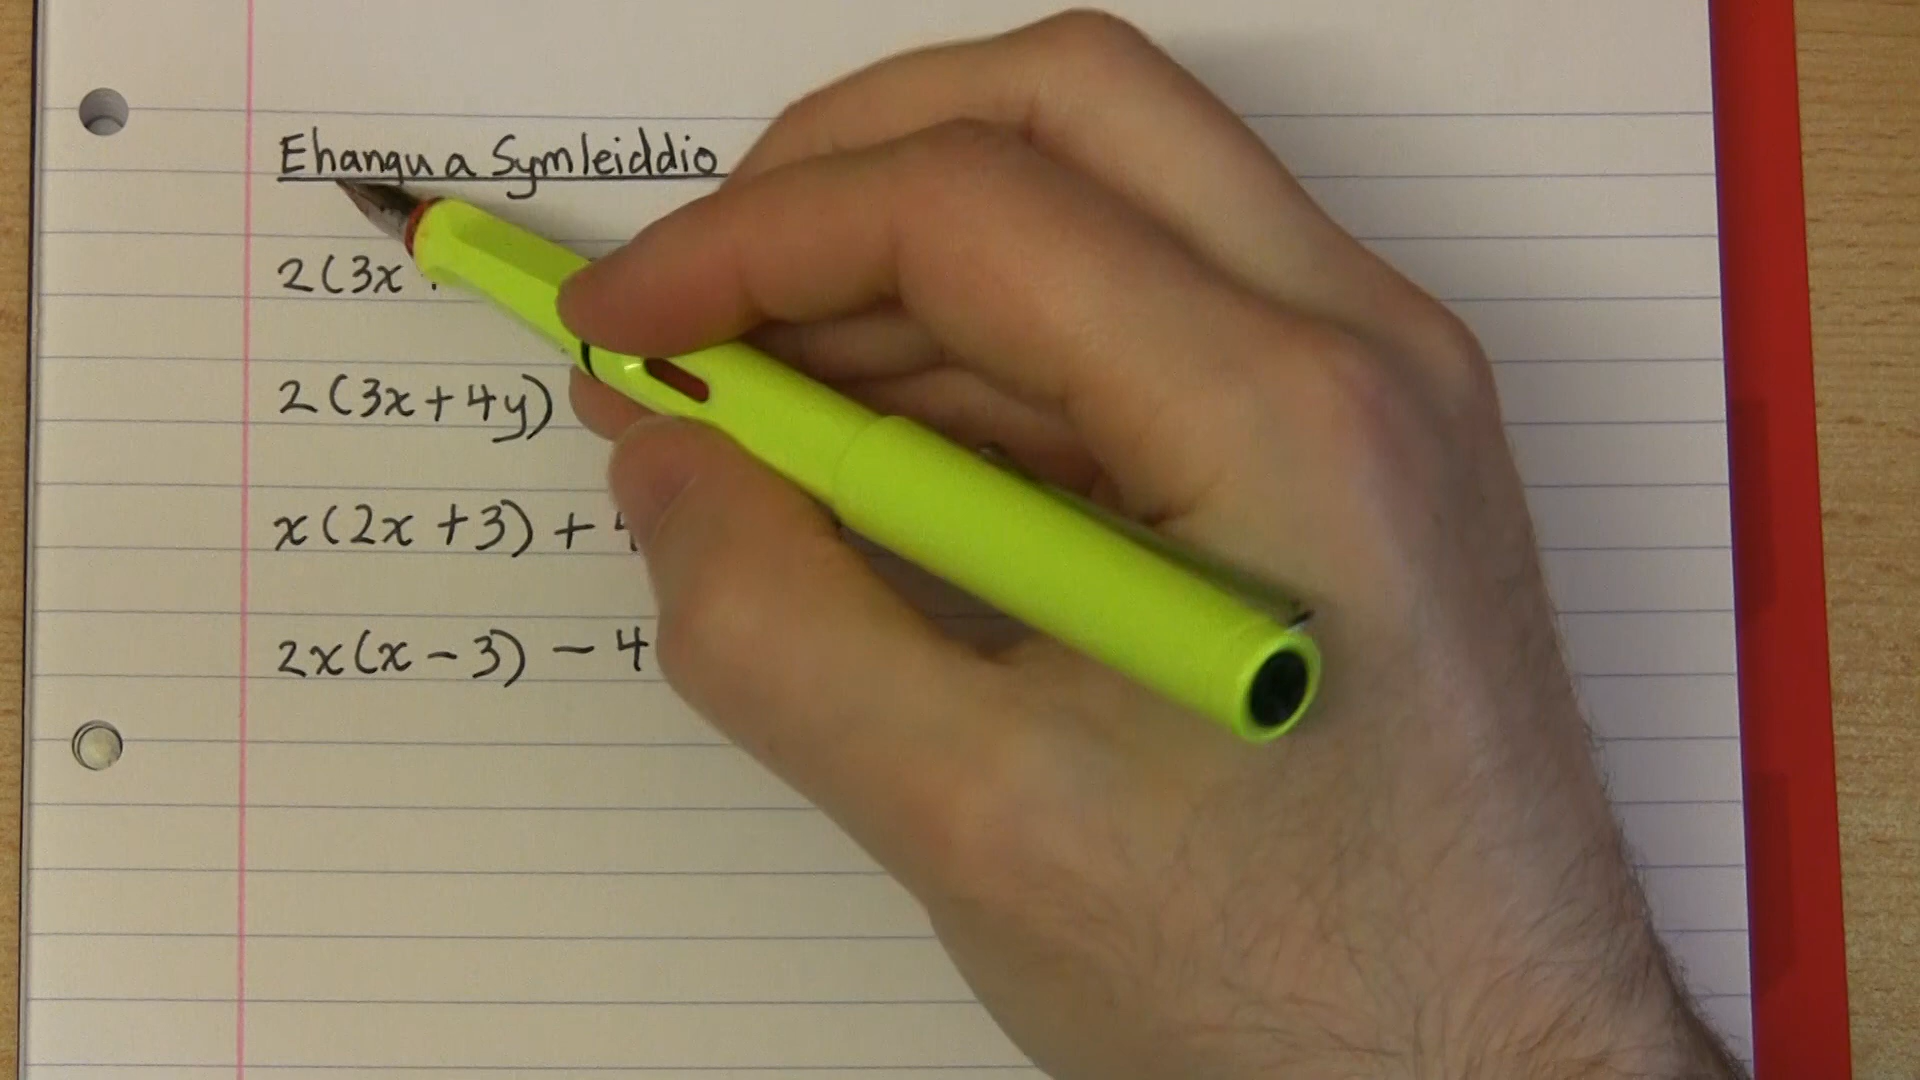 Ehangu a Symleiddio
2(3x
2(3x+4y)
x(2x+3)+
2x(x-3)-4